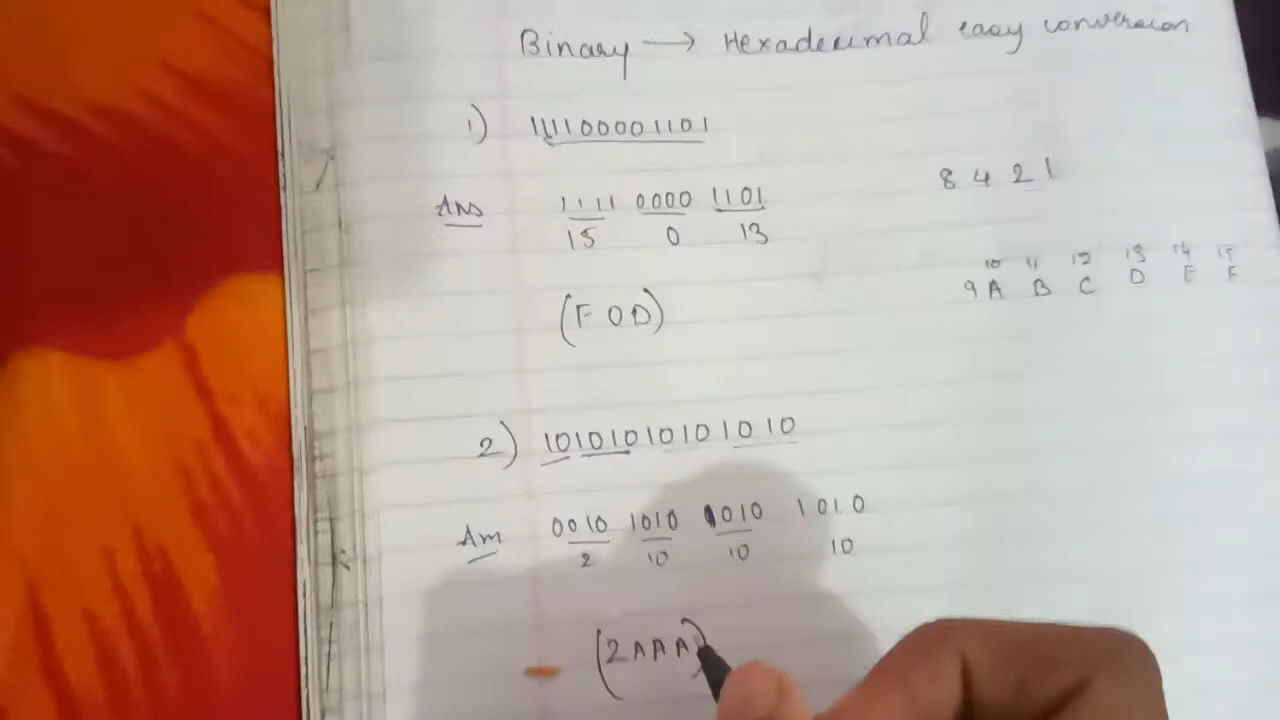 Binary → Hexadecimal easy conversion
1) 111100001101
8 4 2 1
Ans 1111 0000 1101
15 0 13
10 11 12 13 14 15
9 A B C D E F
(F 0 D)
2) 10101010101010
Ans 0010 1010 1010 1010
2 10 10 10
(2AAA)